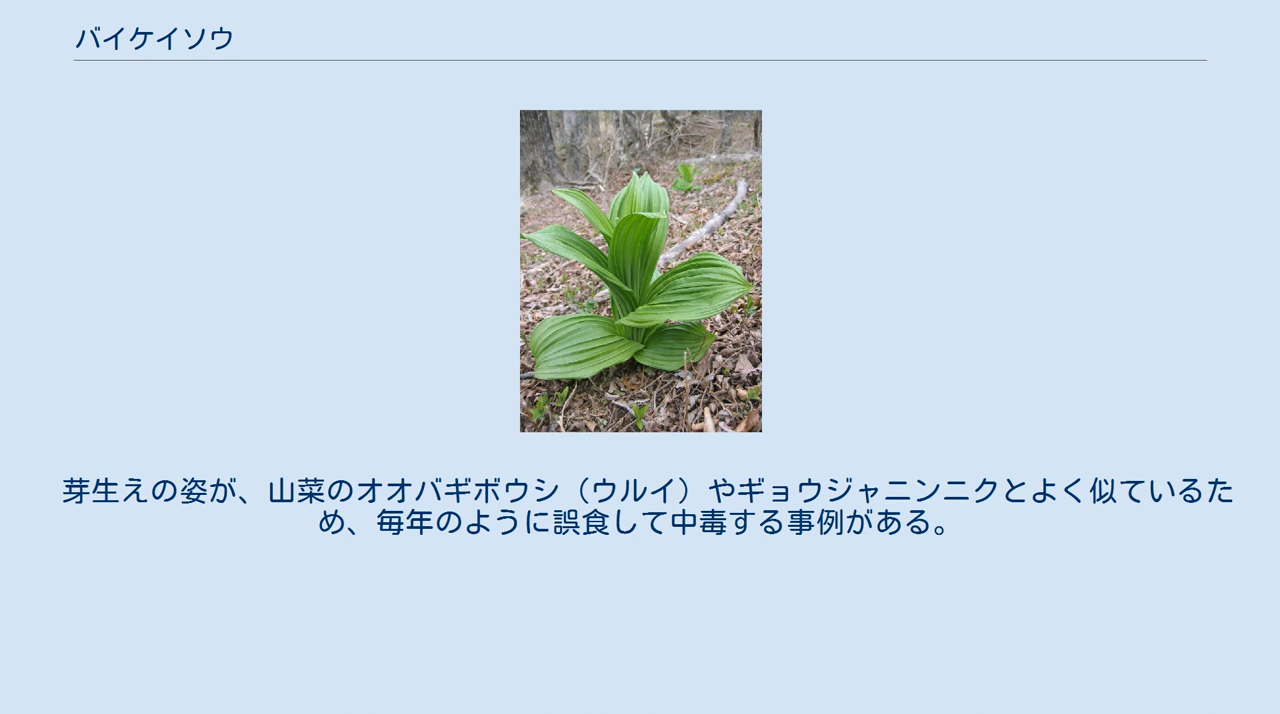 バイケイソウ
芽生えの姿が、山菜のオオバギボウシ（ウルイ）やギョウジャニンニクとよく似ているた
め、毎年のように誤食して中毒する事例がある。